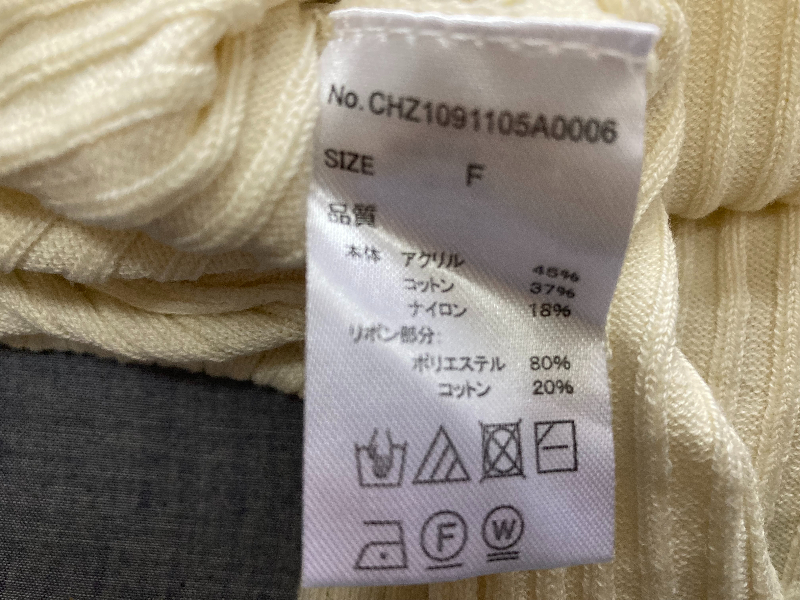 No. CHZ1091105A0006
SIZE F
品質
本体 アクリル 45%
コットン 37%
ナイロン 18%
リボン部分:
ポリエステル 80%
コットン 20%
F W